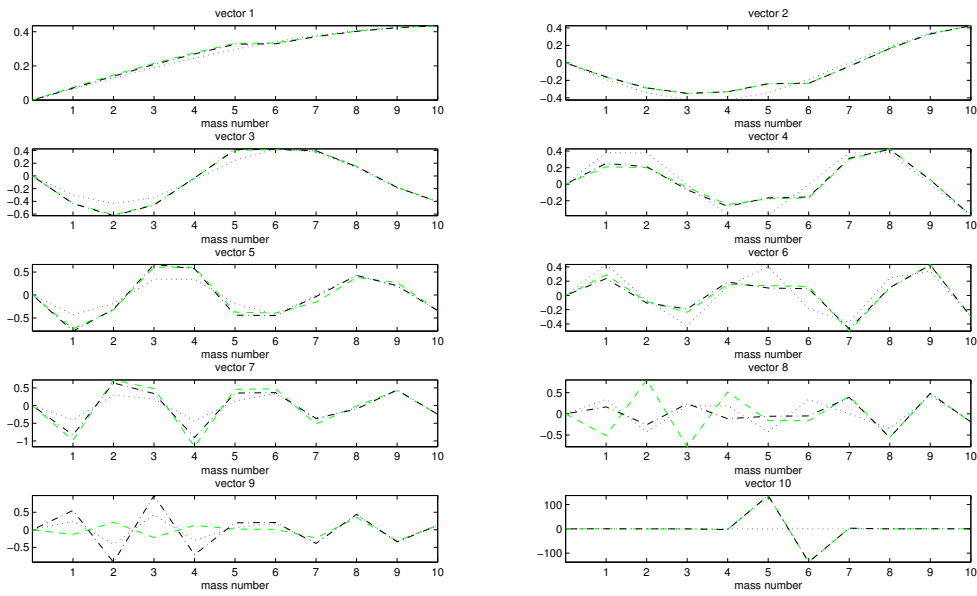 vector 1
0.4
0.2
0
1 2 3 4 5 6 7 8 9 10
mass number
vector 2
0.4
0.2
0
−0.2
−0.4
1 2 3 4 5 6 7 8 9 10
mass number
vector 3
0.4
0.2
0
−0.2
−0.4
−0.6
1 2 3 4 5 6 7 8 9 10
mass number
vector 4
0.4
0.2
0
−0.2
1 2 3 4 5 6 7 8 9 10
mass number
vector 5
0.5
0
−0.5
1 2 3 4 5 6 7 8 9 10
mass number
vector 6
0.4
0.2
0
−0.2
−0.4
1 2 3 4 5 6 7 8 9 10
mass number
vector 7
0.5
0
−0.5
−1
1 2 3 4 5 6 7 8 9 10
mass number
vector 8
0.5
0
−0.5
1 2 3 4 5 6 7 8 9 10
mass number
vector 9
0.5
0
−0.5
1 2 3 4 5 6 7 8 9 10
mass number
vector 10
100
0
−100
1 2 3 4 5 6 7 8 9 10
mass number